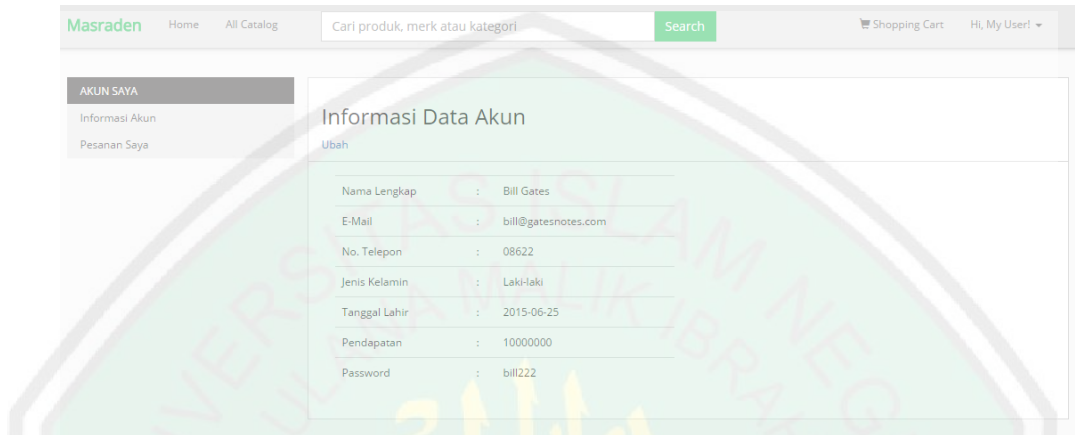 Masraden Home All Catalog Cari produk, merk atau kategori Search Shopping Cart Hi, My User!
AKUN SAYA
Informasi Akun
Pesanan Saya
Informasi Data Akun
Ubah
Nama Lengkap : Bill Gates
E-Mail : bill@gatesnotes.com
No. Telepon : 08622
Jenis Kelamin : Laki-laki
Tanggal Lahir : 2015-06-25
Pendapatan : 10000000
Password : bill222